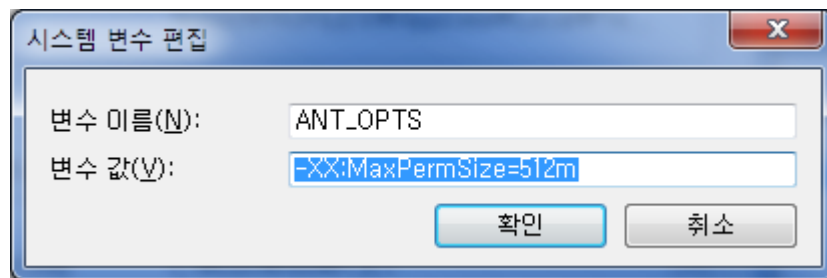 시스템 변수 편집
변수 이름(N): ANT_OPTS
변수 값(V): -XX:MaxPermSize=512m
확인 취소